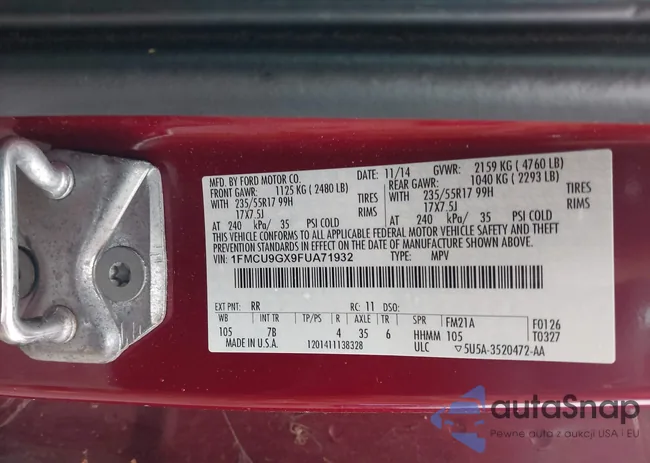 MFD. BY FORD MOTOR CO. DATE: 11/14 GVWR: 2159 KG ( 4760 LB)
FRONT GAWR: 1125 KG ( 2480 LB) REAR GAWR: 1040 KG ( 2293 LB)
WITH 235/55R17 99H TIRES WITH 235/55R17 99H TIRES
17X7.5J RIMS 17X7.5J RIMS
AT 240 kPa/ 35 PSI COLD AT 240 kPa/ 35 PSI COLD
THIS VEHICLE CONFORMS TO ALL APPLICABLE FEDERAL MOTOR VEHICLE SAFETY AND THEFT PREVENTION STANDARDS IN EFFECT ON THE DATE OF MANUFACTURE SHOWN ABOVE.
VIN: 1FMCU9GX9FUA71932 TYPE: MPV
EXT PNT: RR RC: 11 DSO:
WB INT TR TP/PS R AXLE TR SPR FM21A F0126
105 7B 4 35 6 HHMM 105 T0327
MADE IN U.S.A. 1201411138328 ULC ▽5U5A-3520472-AA
autaSnap
Pewne auta z aukcji USA i EU